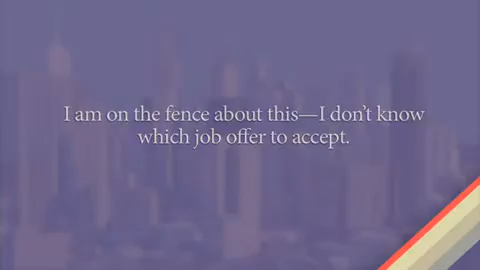 I am on the fence about this—I don’t know
which job offer to accept.